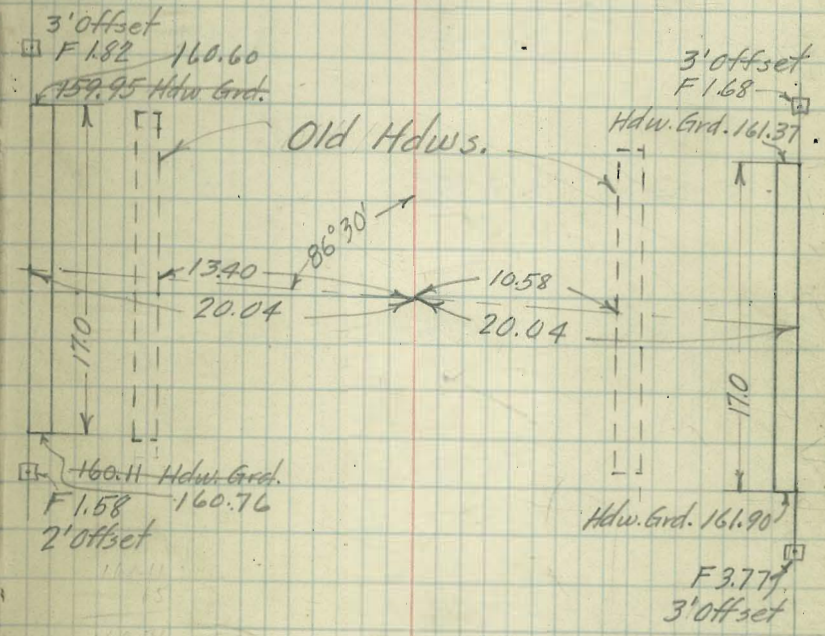 3' Offset
F 1.82 160.60
159.95 Hdw Grd.
3' Offset
F 1.68
Hdw. Grd. 161.37
Old Hdws.
86°30'
13.40
10.58
20.04
20.04
17.0
17.0
160.11 Hdw. Grd.
F 1.58 160.76
2' Offset
Hdw. Grd. 161.90
F 3.77
3' Offset